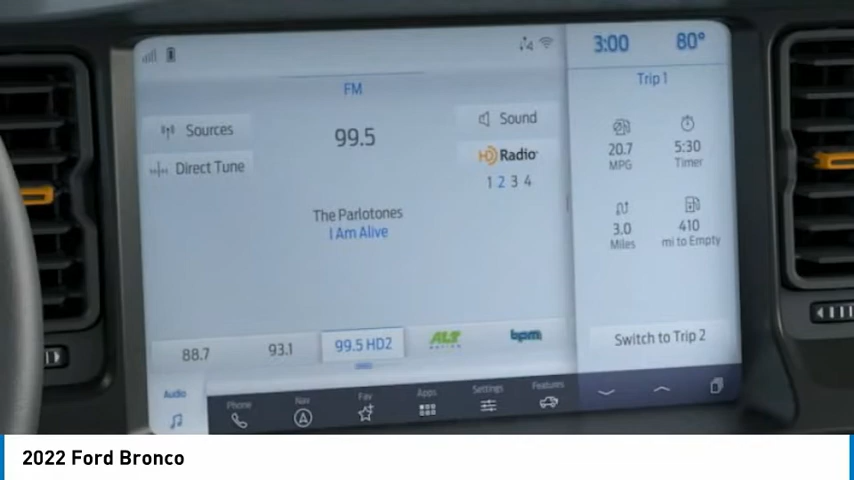 4
3:00 80°
FM
Trip 1
Sources
99.5
Sound
Direct Tune
HD Radio
1 2 3 4
20.7
MPG
5:30
Timer
The Parlotones
I Am Alive
3.0
Miles
410
mi to Empty
88.7
93.1
99.5 HD2
ALT
NATION
bpm
Switch to Trip 2
Audio
Phone
Nav
Fav
Apps
Settings
Features
2022 Ford Bronco